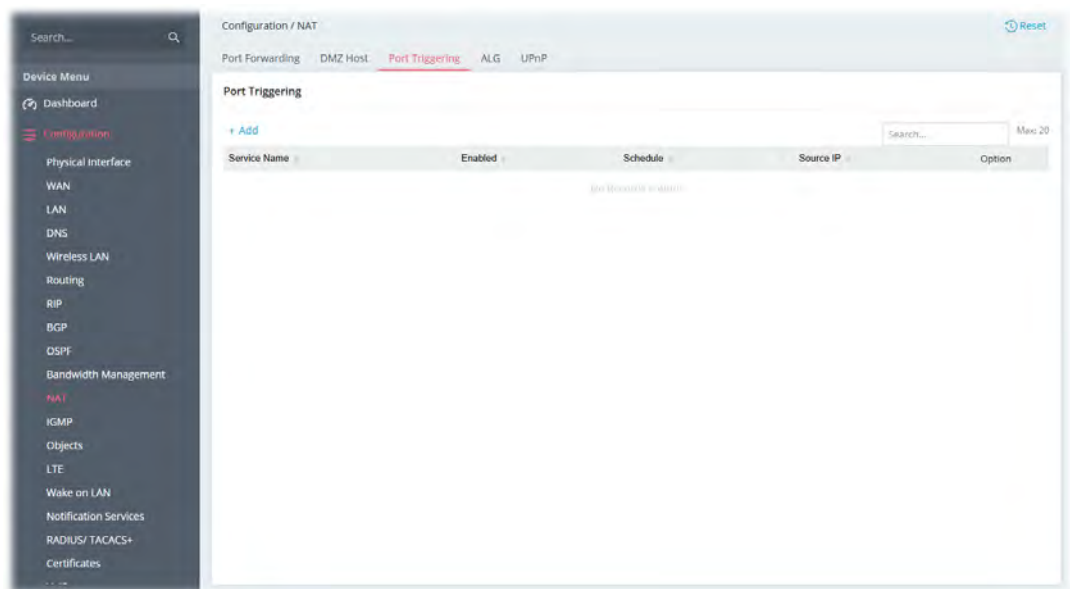 Search...
Device Menu
Dashboard
Configuration
Physical Interface
WAN
LAN
DNS
Wireless LAN
Routing
RIP
BGP
OSPF
Bandwidth Management
NAT
IGMP
Objects
LTE
Wake on LAN
Notification Services
RADIUS/ TACACS+
Certificates
Configuration / NAT
Reset
Port Forwarding DMZ Host Port Triggering ALG UPnP
Port Triggering
+ Add
Search...
Max: 20
Service Name Enabled Schedule Source IP Option